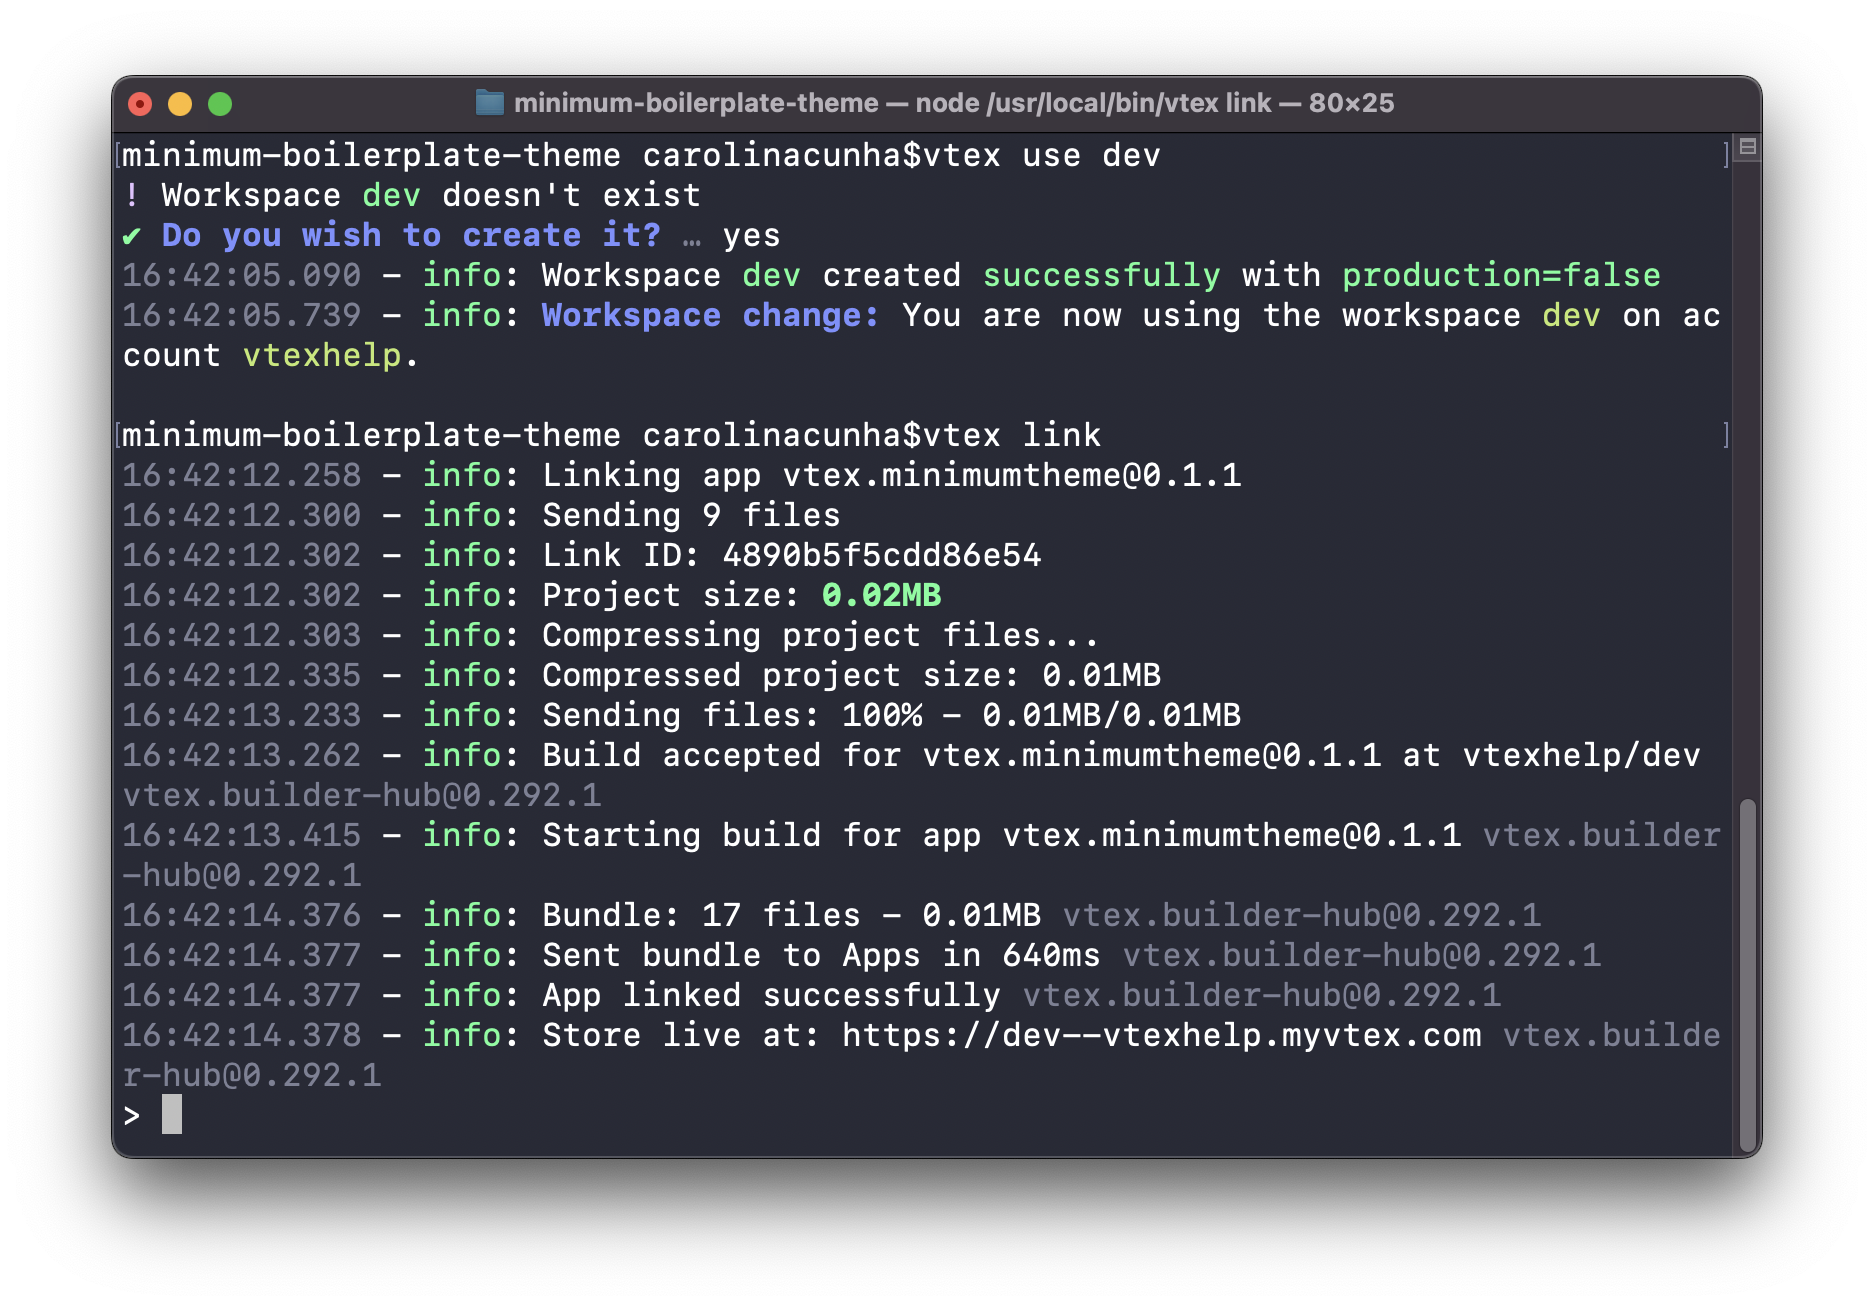 minimum-boilerplate-theme — node /usr/local/bin/vtex link — 80×25
[minimum-boilerplate-theme carolinacunha$vtex use dev ]
! Workspace dev doesn't exist
✔ Do you wish to create it? … yes
16:42:05.090 - info: Workspace dev created successfully with production=false
16:42:05.739 - info: Workspace change: You are now using the workspace dev on ac
count vtexhelp.
[minimum-boilerplate-theme carolinacunha$vtex link ]
16:42:12.258 - info: Linking app vtex.minimumtheme@0.1.1
16:42:12.300 - info: Sending 9 files
16:42:12.302 - info: Link ID: 4890b5f5cdd86e54
16:42:12.302 - info: Project size: 0.02MB
16:42:12.303 - info: Compressing project files...
16:42:12.335 - info: Compressed project size: 0.01MB
16:42:13.233 - info: Sending files: 100% - 0.01MB/0.01MB
16:42:13.262 - info: Build accepted for vtex.minimumtheme@0.1.1 at vtexhelp/dev
vtex.builder-hub@0.292.1
16:42:13.415 - info: Starting build for app vtex.minimumtheme@0.1.1 vtex.builder
-hub@0.292.1
16:42:14.376 - info: Bundle: 17 files - 0.01MB vtex.builder-hub@0.292.1
16:42:14.377 - info: Sent bundle to Apps in 640ms vtex.builder-hub@0.292.1
16:42:14.377 - info: App linked successfully vtex.builder-hub@0.292.1
16:42:14.378 - info: Store live at: https://dev--vtexhelp.myvtex.com vtex.builde
r-hub@0.292.1
>